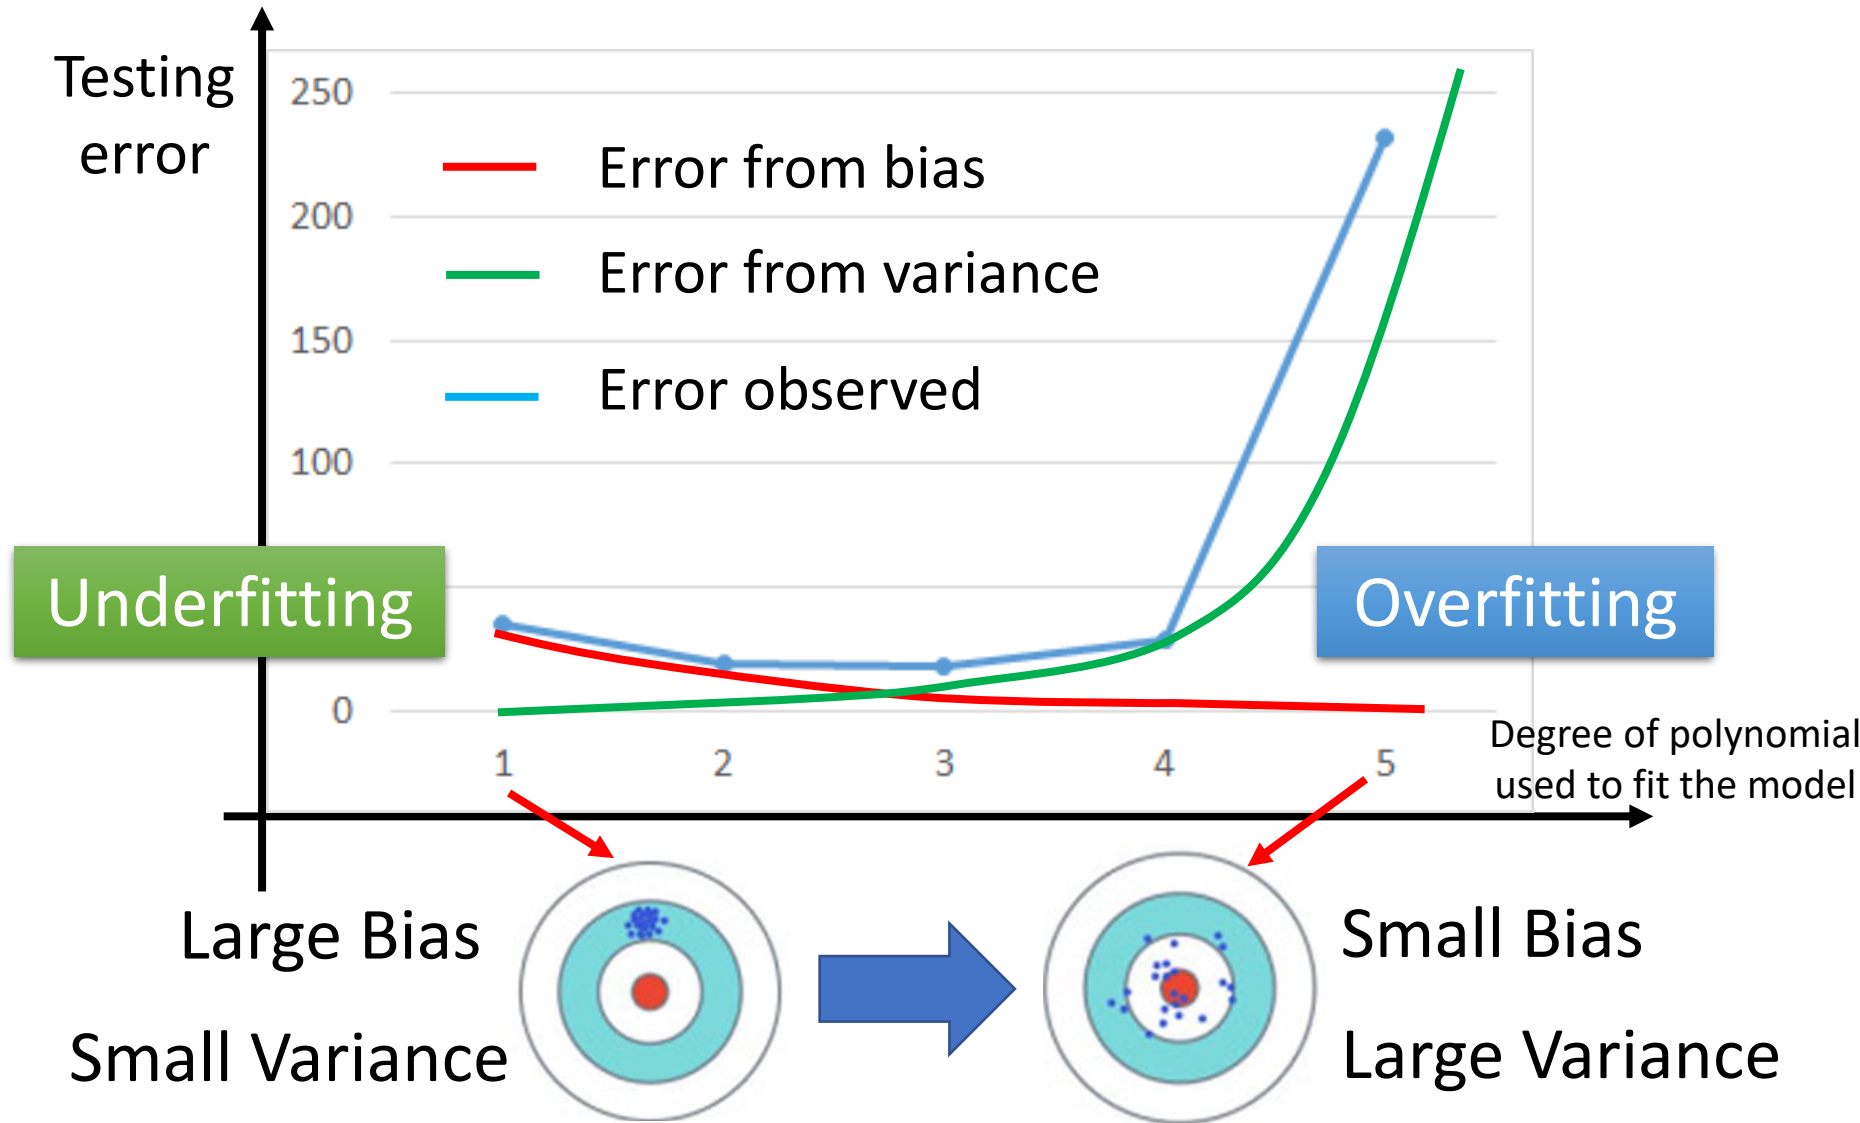 Testing
error
250
200
150
100
0
Error from bias
Error from variance
Error observed
Underfitting
Overfitting
1 2 3 4 5
Degree of polynomial
used to fit the model
Large Bias
Small Variance
Small Bias
Large Variance